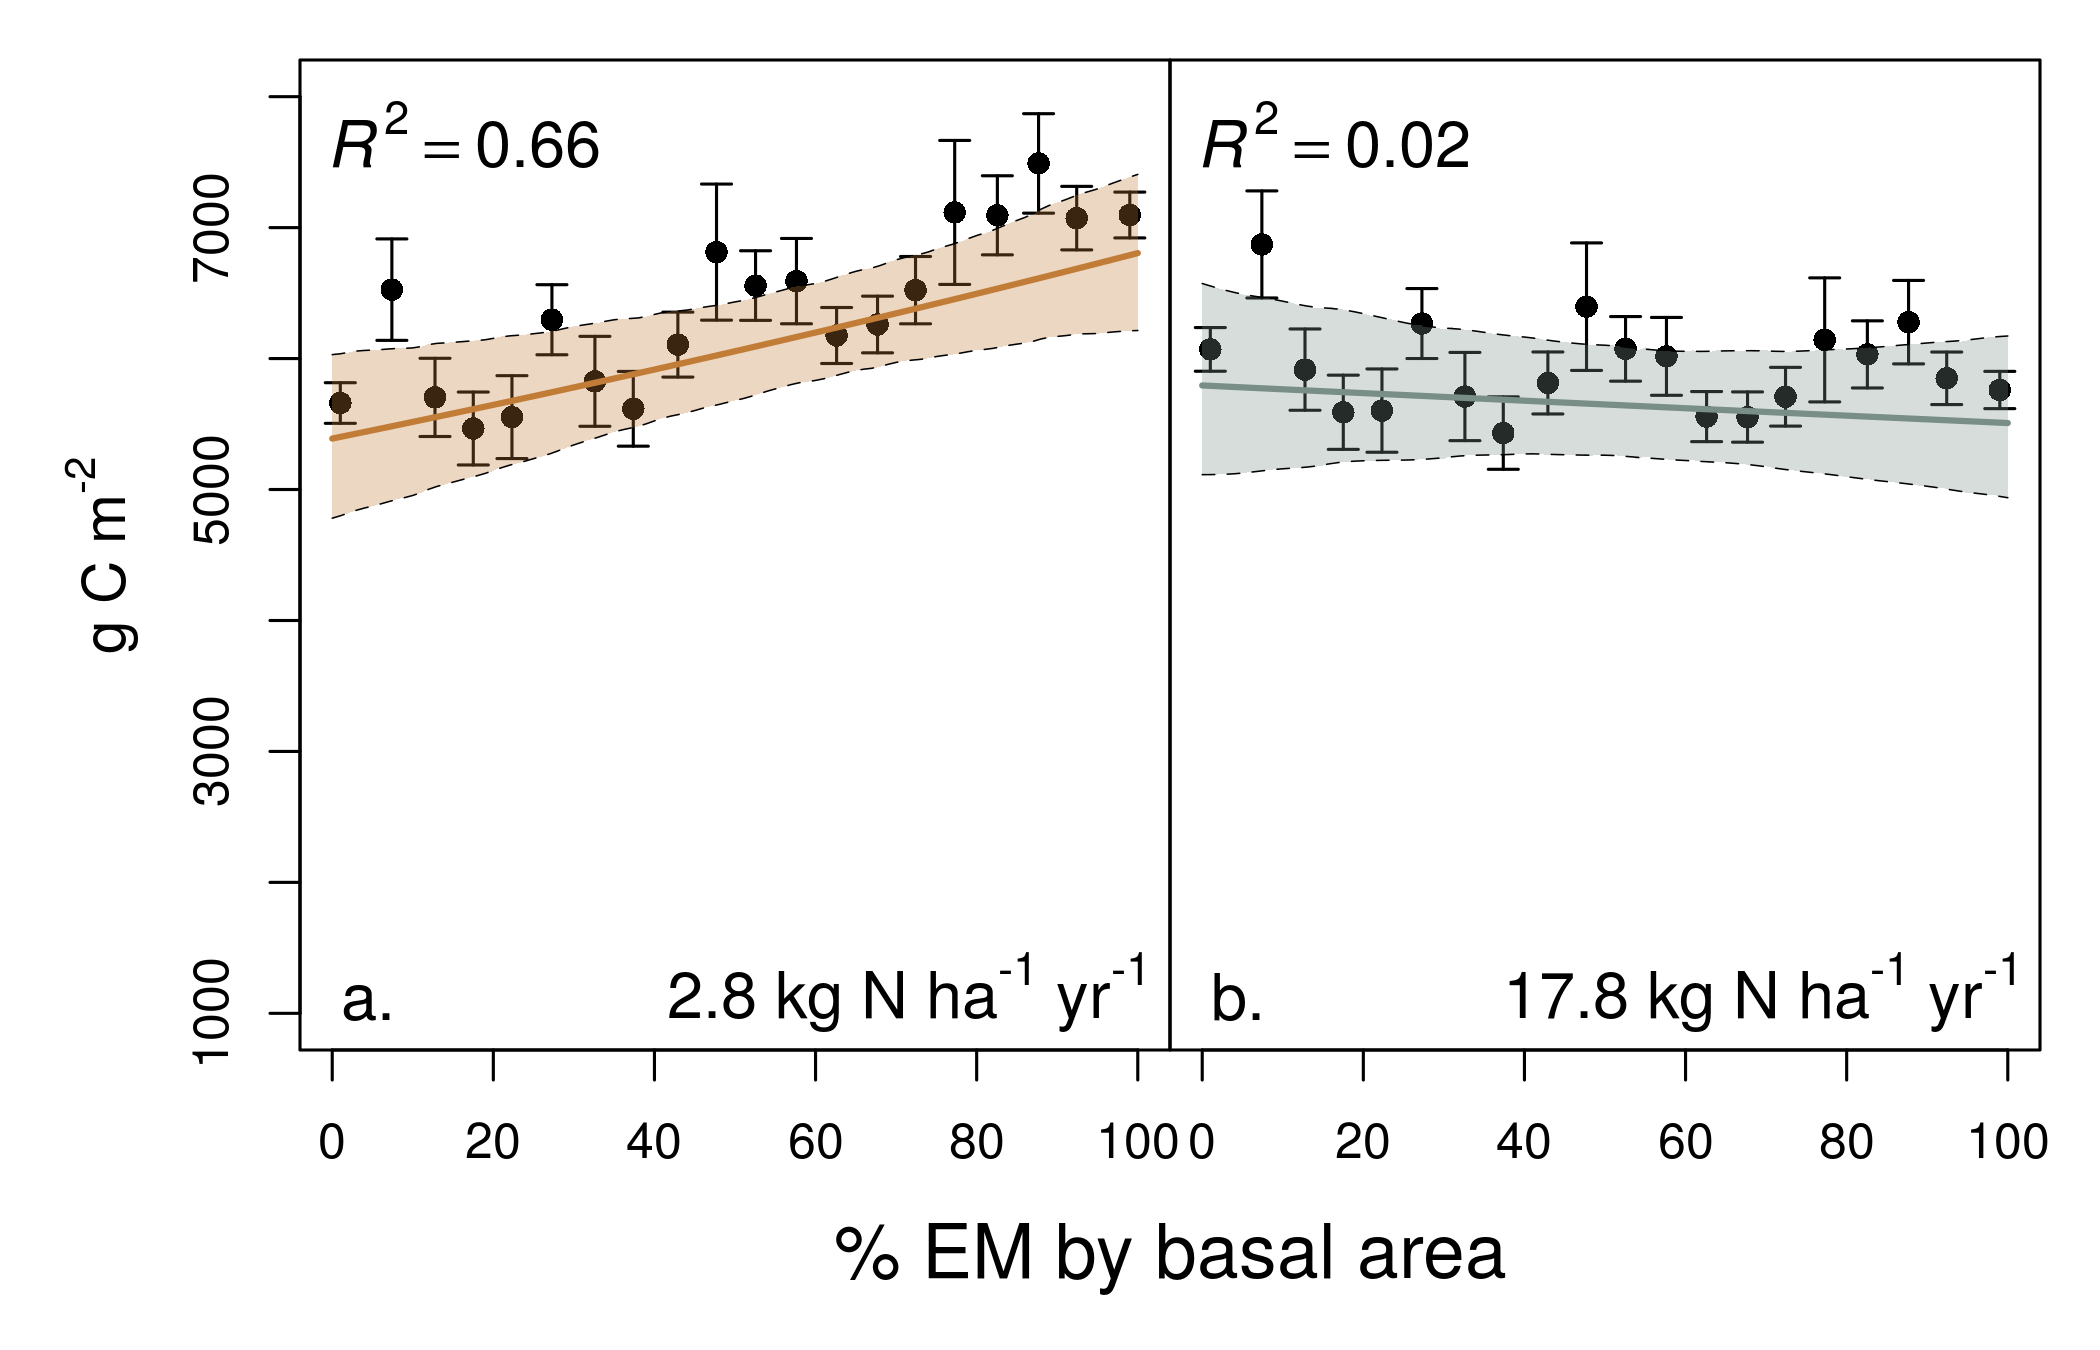 R² = 0.66
R² = 0.02
7000
5000
3000
1000
g C m⁻²
a.
2.8 kg N ha⁻¹ yr⁻¹
b.
17.8 kg N ha⁻¹ yr⁻¹
0 20 40 60 80 100
0 20 40 60 80 100
% EM by basal area